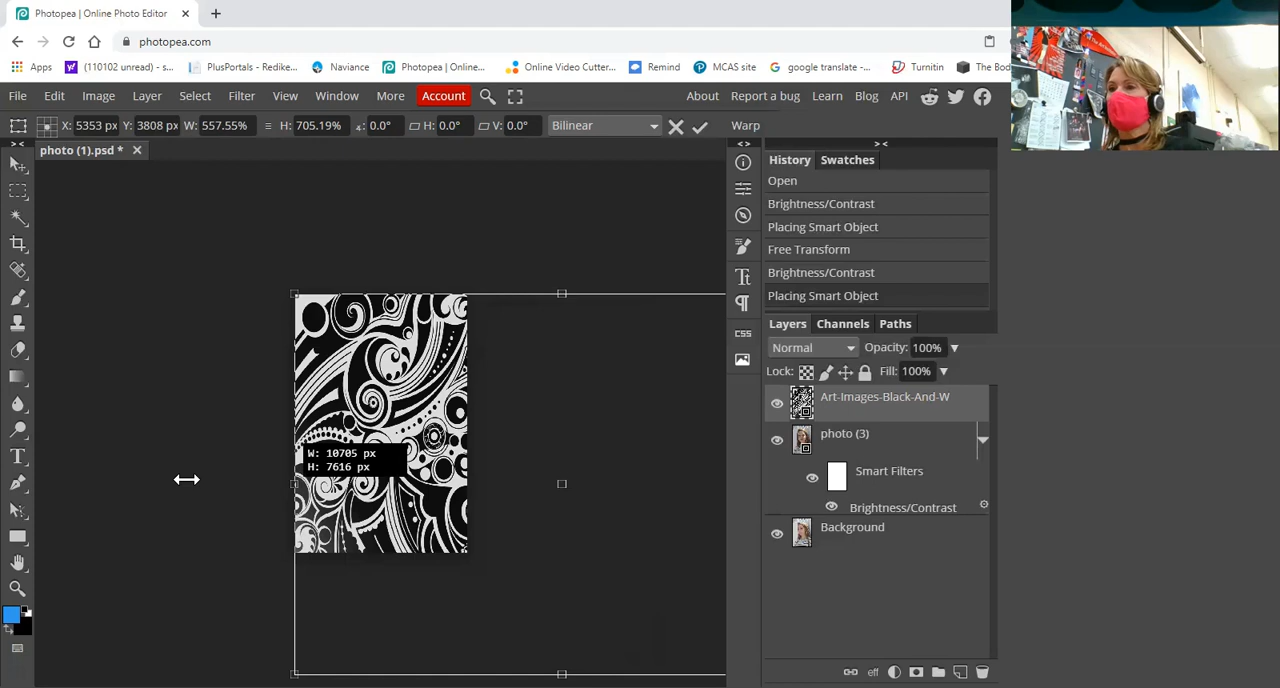 Photopea | Online Photo Editor
photopea.com
Apps (110102 unread) - s... PlusPortals - Redike... Naviance Photopea | Online... Online Video Cutter... Remind MCAS site google translate -... Turnitin The Bod
File Edit Image Layer Select Filter View Window More Account About Report a bug Learn Blog API
X: 5353 px Y: 3808 px W: 557.55% H: 705.19% 0.0° H: 0.0° V: 0.0° Bilinear Warp
photo (1).psd *
History Swatches
Open
Brightness/Contrast
Placing Smart Object
Free Transform
Brightness/Contrast
Placing Smart Object
Layers Channels Paths
Normal Opacity: 100%
Lock: Fill: 100%
Art-Images-Black-And-W
photo (3)
Smart Filters
Brightness/Contrast
Background
W: 10705 px
H: 7616 px
CSS
eff